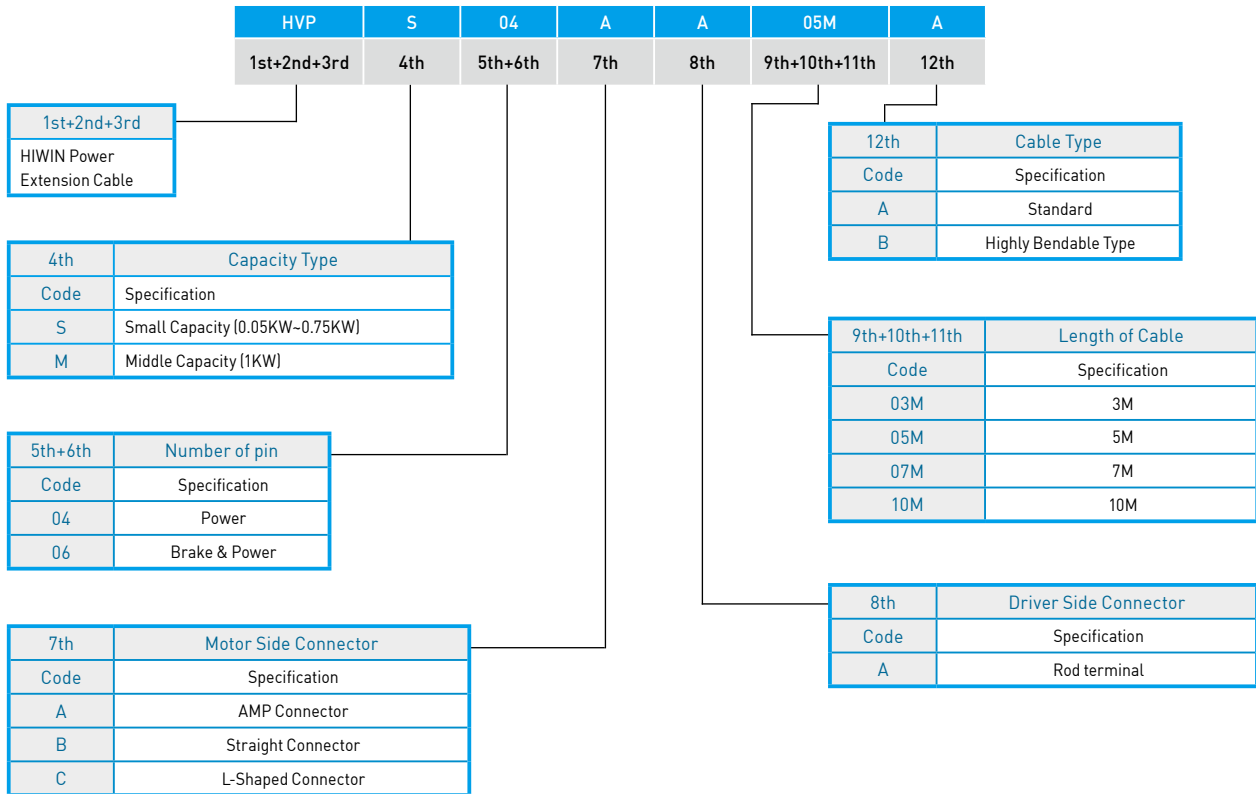 HVP S 04 A A 05M A
1st+2nd+3rd 4th 5th+6th 7th 8th 9th+10th+11th 12th
1st+2nd+3rd
HIWIN Power
Extension Cable
4th Capacity Type
Code Specification
S Small Capacity (0.05KW~0.75KW)
M Middle Capacity (1KW)
5th+6th Number of pin
Code Specification
04 Power
06 Brake & Power
7th Motor Side Connector
Code Specification
A AMP Connector
B Straight Connector
C L-Shaped Connector
12th Cable Type
Code Specification
A Standard
B Highly Bendable Type
9th+10th+11th Length of Cable
Code Specification
03M 3M
05M 5M
07M 7M
10M 10M
8th Driver Side Connector
Code Specification
A Rod terminal